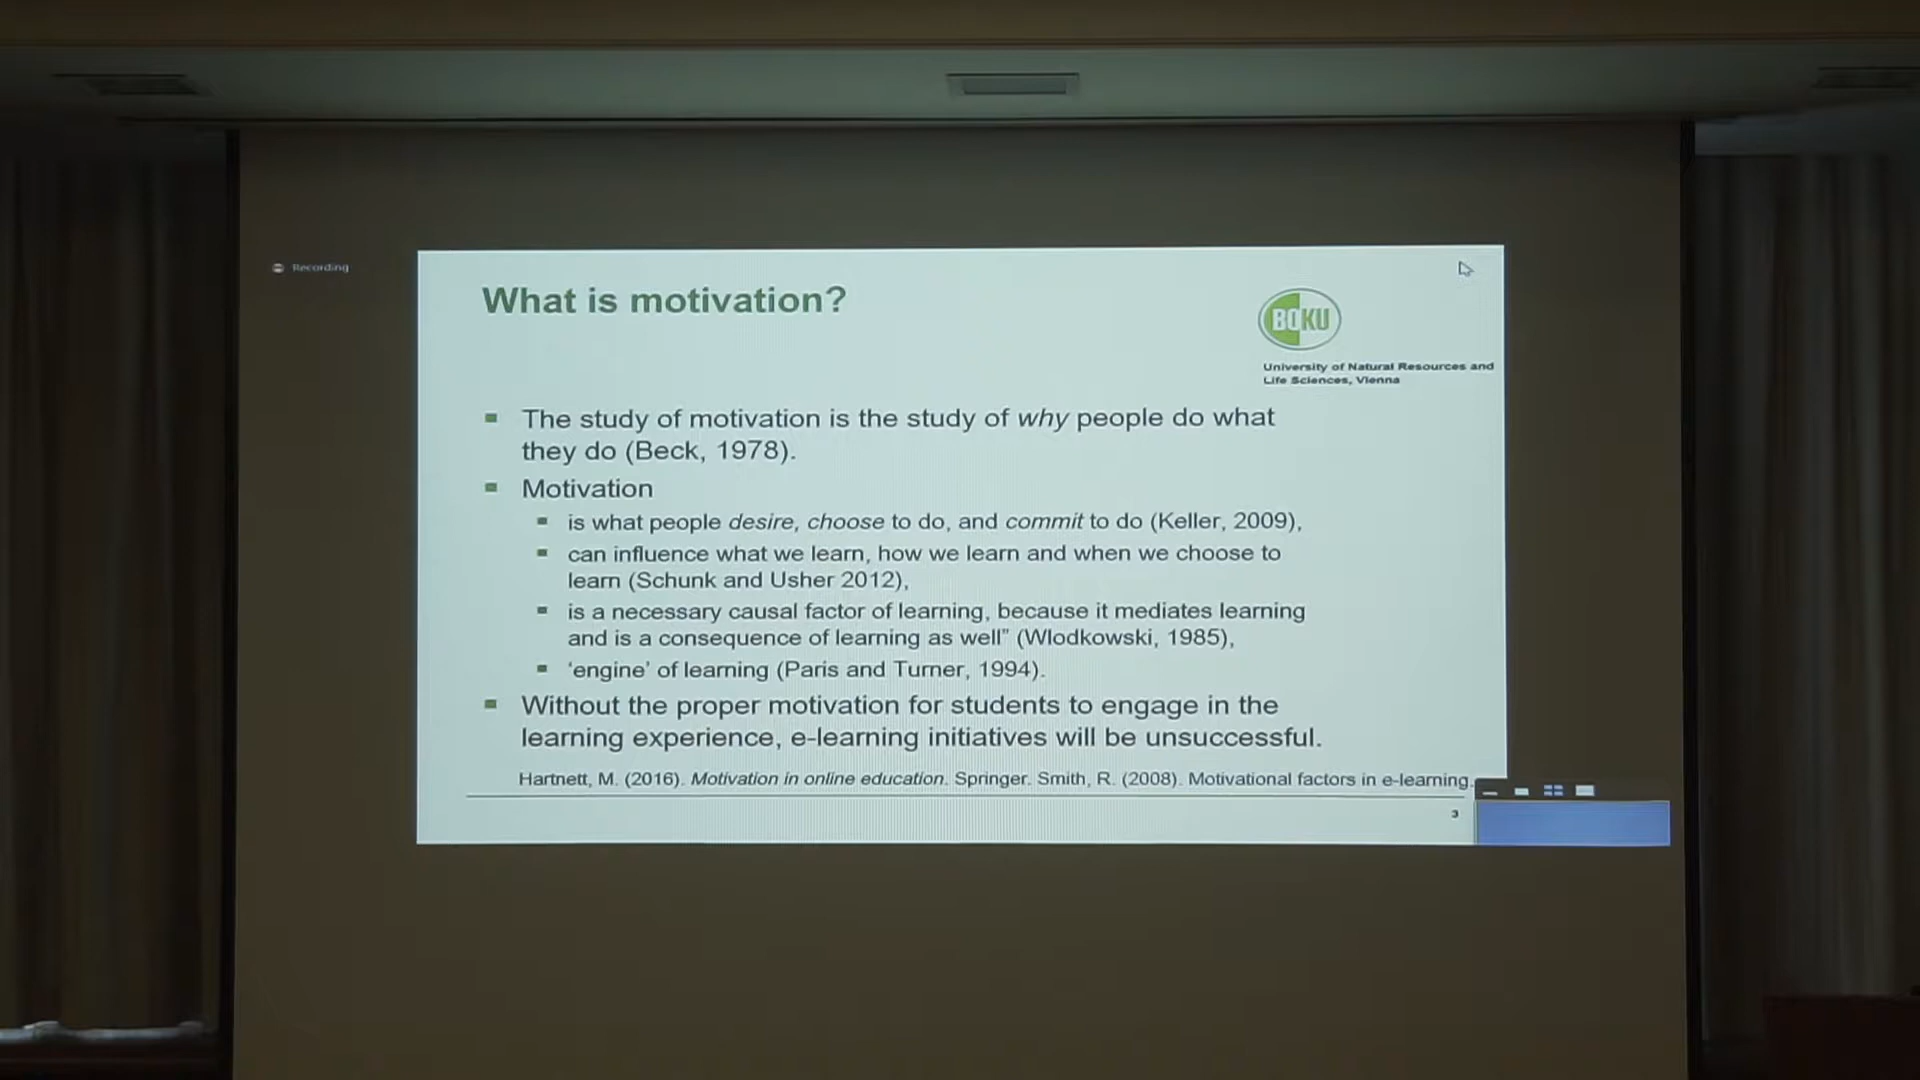 Recording
What is motivation?
BOKU
University of Natural Resources and
Life Sciences, Vienna
The study of motivation is the study of why people do what
they do (Beck, 1978).
Motivation
is what people desire, choose to do, and commit to do (Keller, 2009),
can influence what we learn, how we learn and when we choose to
learn (Schunk and Usher 2012),
is a necessary causal factor of learning, because it mediates learning
and is a consequence of learning as well” (Wlodkowski, 1985),
‘engine’ of learning (Paris and Turner, 1994).
Without the proper motivation for students to engage in the
learning experience, e-learning initiatives will be unsuccessful.
Hartnett, M. (2016). Motivation in online education. Springer. Smith, R. (2008). Motivational factors in e-learning.
3